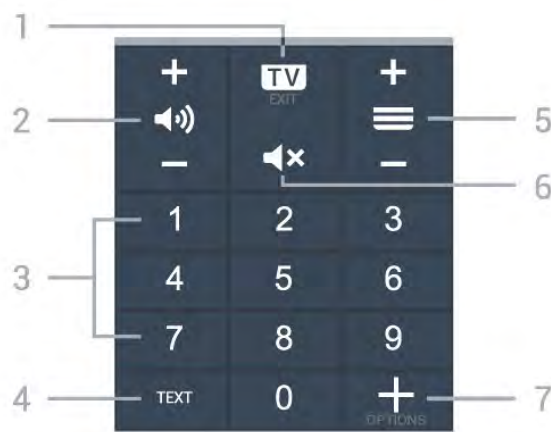 1
+ TV +
EXIT
2 5
− −
6
1 2 3
3
4 5 6
7 8 9
4 TEXT 0 + 7
OPTIONS